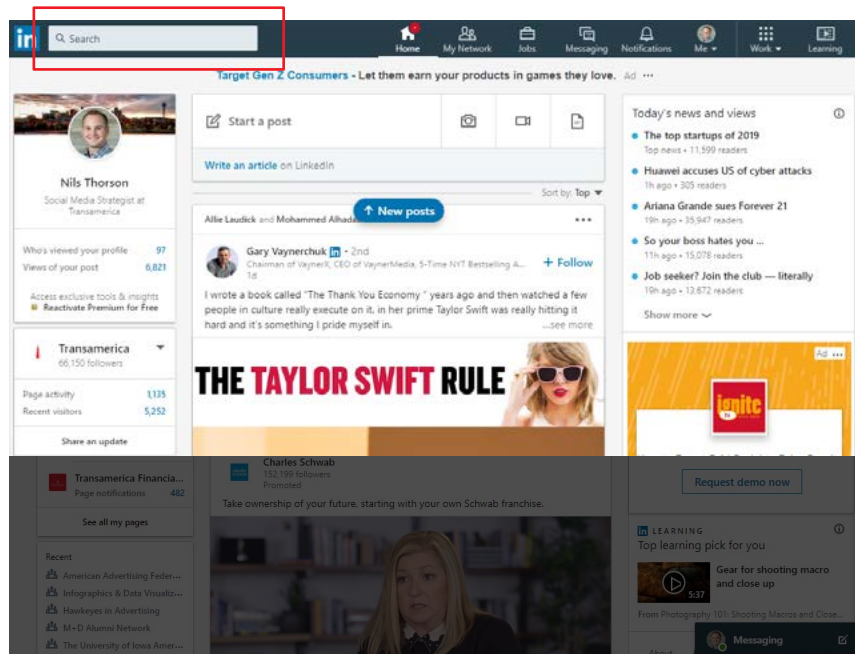 in
Search
Home
My Network
Jobs
Messaging
Notifications
Me
Work
Learning
Target Gen Z Consumers - Let them earn your products in games they love. Ad ...
Nils Thorson
Social Media Strategist at
Transamerica
Who's viewed your profile 97
Views of your post 6,821
Access exclusive tools & insights
Reactivate Premium for Free
Transamerica
66,150 followers
Page activity 1,135
Recent visitors 5,252
Share an update
Transamerica Financia...
Page notifications 482
See all my pages
Recent
American Advertising Feder...
Infographics & Data Visualiz...
Hawkeyes in Advertising
M+D Alumni Network
The University of Iowa Amer...
Start a post
Write an article on LinkedIn
Sort by: Top
New posts
Allie Laudick and Mohammed
Gary Vaynerchuk in • 2nd
Chairman of VaynerX, CEO of VaynerMedia, 5-Time NYT Bestselling A...
1d
+ Follow
I wrote a book called "The Thank You Economy " years ago and then watched a few
people in culture really execute on it, in her prime Taylor Swift was really hitting it
hard and it's something I pride myself in.
...see more
THE TAYLOR SWIFT RULE
Charles Schwab
152,199 followers
Promoted
Take ownership of your future, starting with your own Schwab franchise.
Today's news and views
The top startups of 2019
Top news • 11,599 readers
Huawei accuses US of cyber attacks
1h ago • 305 readers
Ariana Grande sues Forever 21
19h ago • 35,947 readers
So your boss hates you ...
11h ago • 15,078 readers
Job seeker? Join the club — literally
19h ago • 13,672 readers
Show more
Ad ...
ignite
Request demo now
in LEARNING
Top learning pick for you
Gear for shooting macro
and close up
5:37
From Photography 101: Shooting Macros and Close...
Messaging
About